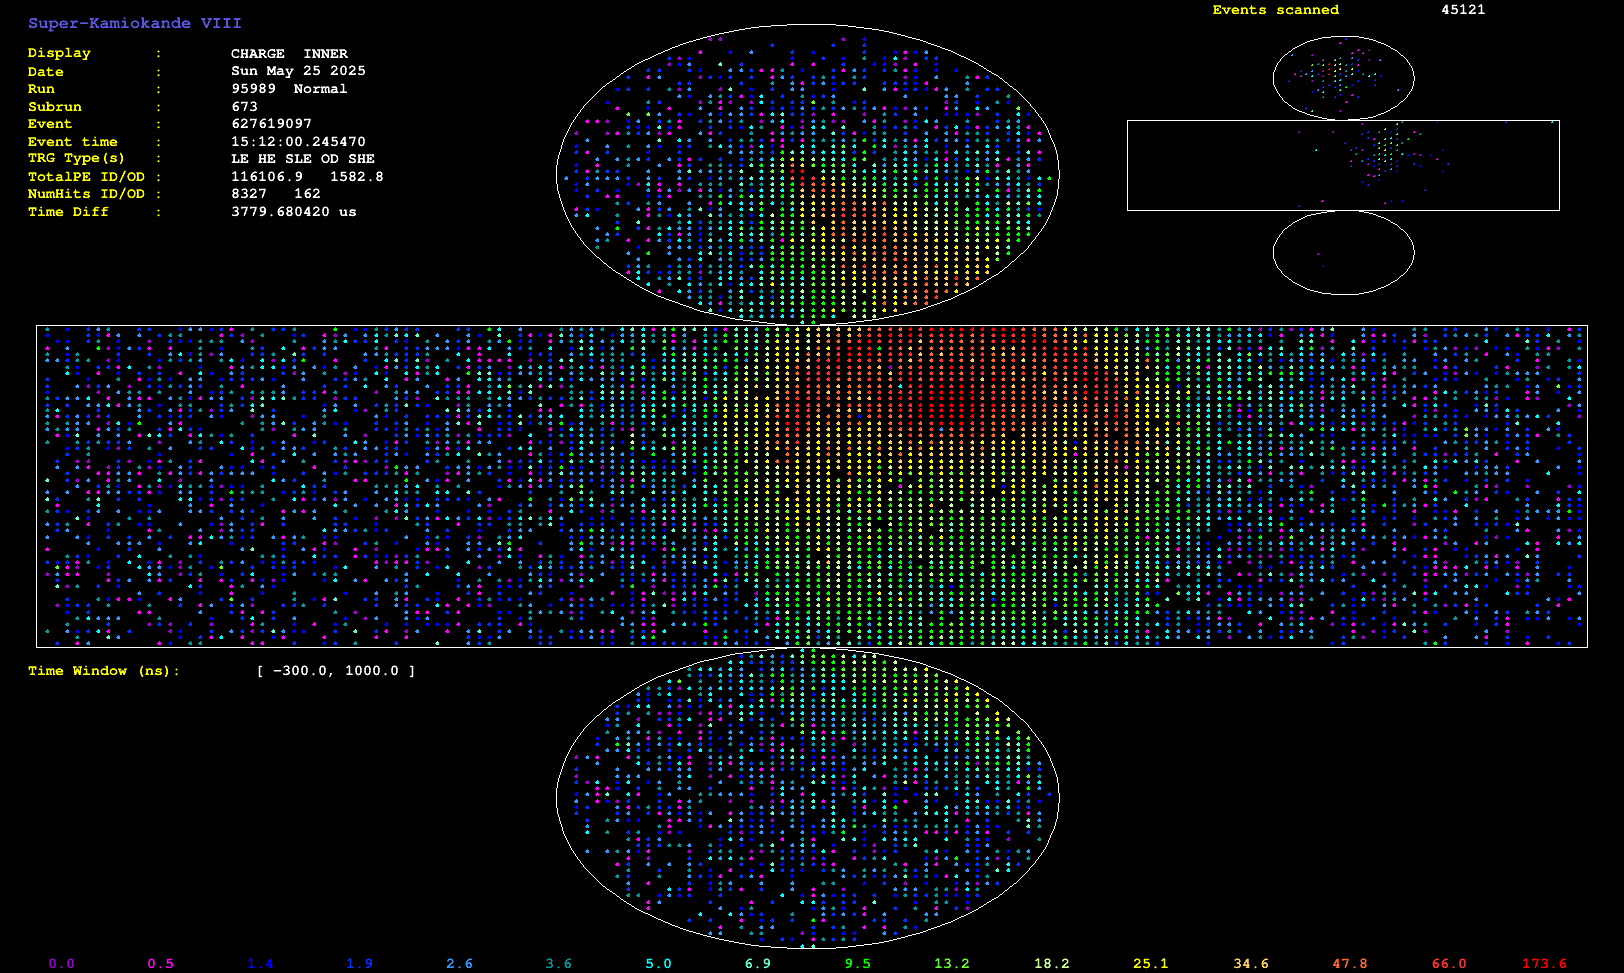 Super-Kamiokande VIII
Events scanned 45121
Display : CHARGE INNER
Date : Sun May 25 2025
Run : 95989 Normal
Subrun : 673
Event : 627619097
Event time : 15:12:00.245470
TRG Type(s) : LE HE SLE OD SHE
TotalPE ID/OD : 116106.9 1582.8
NumHits ID/OD : 8327 162
Time Diff : 3779.680420 us
Time Window (ns): [ -300.0, 1000.0 ]
0.0 0.5 1.4 1.9 2.6 3.6 5.0 6.9 9.5 13.2 18.2 25.1 34.6 47.8 66.0 173.6